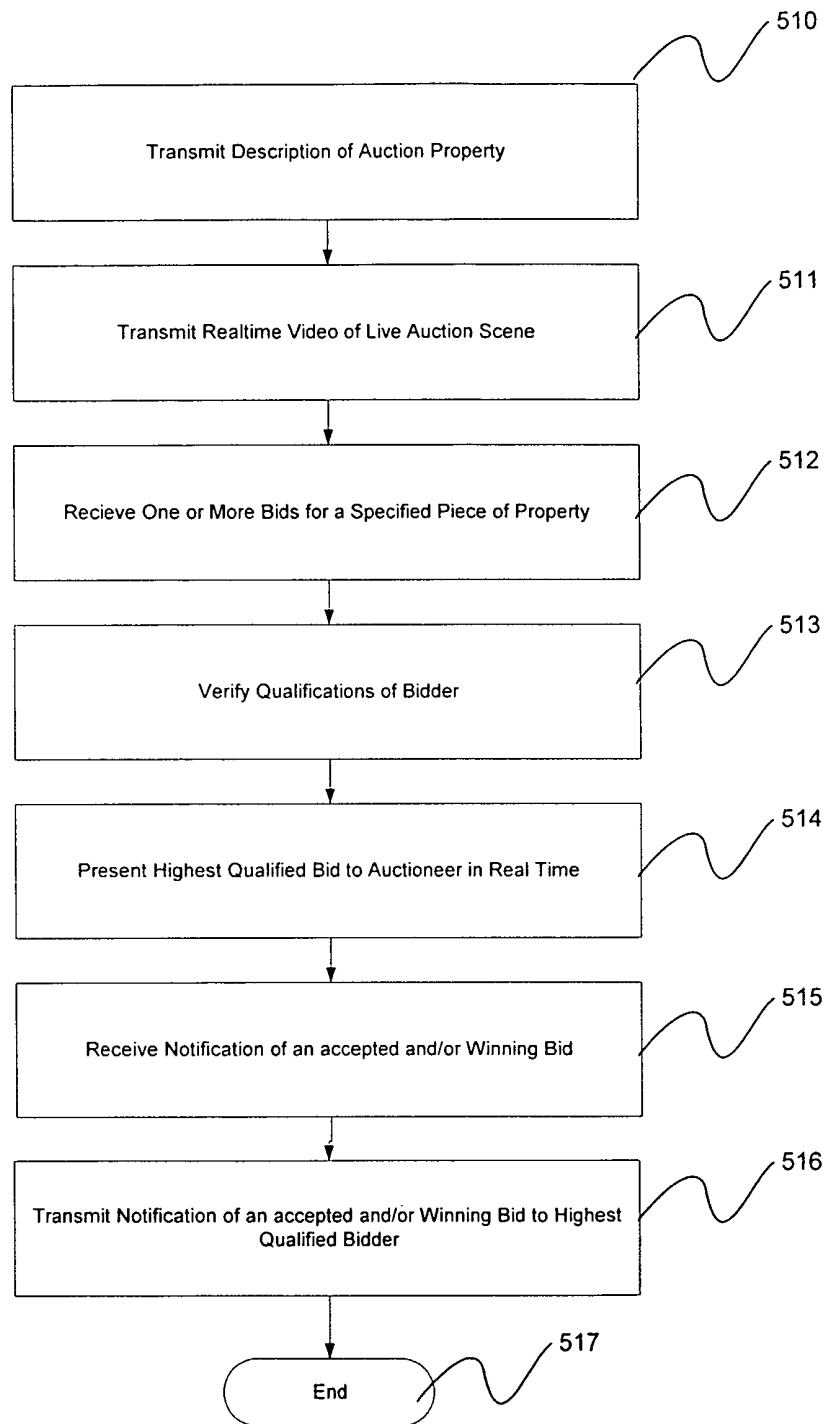 510
Transmit Description of Auction Property
511
Transmit Realtime Video of Live Auction Scene
512
Recieve One or More Bids for a Specified Piece of Property
513
Verify Qualifications of Bidder
514
Present Highest Qualified Bid to Auctioneer in Real Time
515
Receive Notification of an accepted and/or Winning Bid
516
Transmit Notification of an accepted and/or Winning Bid to Highest
Qualified Bidder
517
End